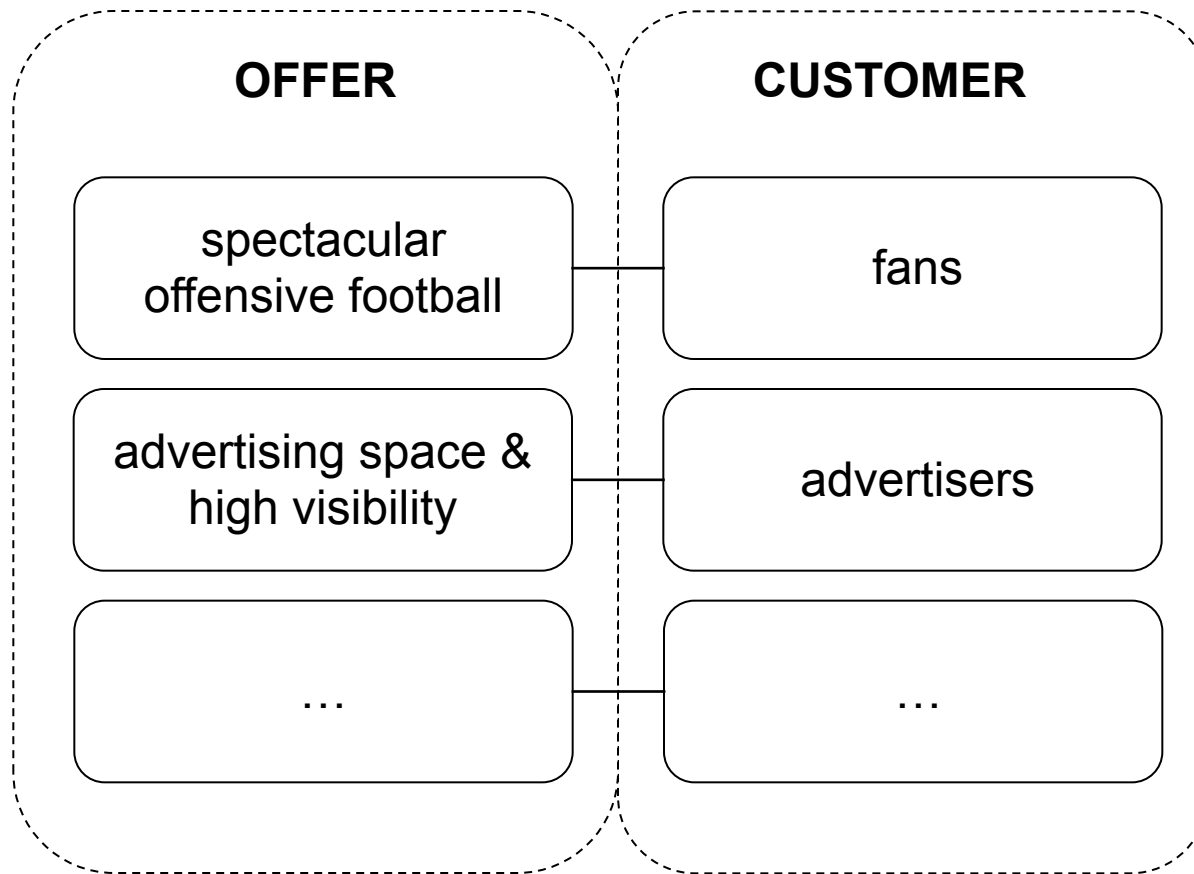 OFFER
CUSTOMER
spectacular
offensive football
fans
advertising space &
high visibility
advertisers
…
…